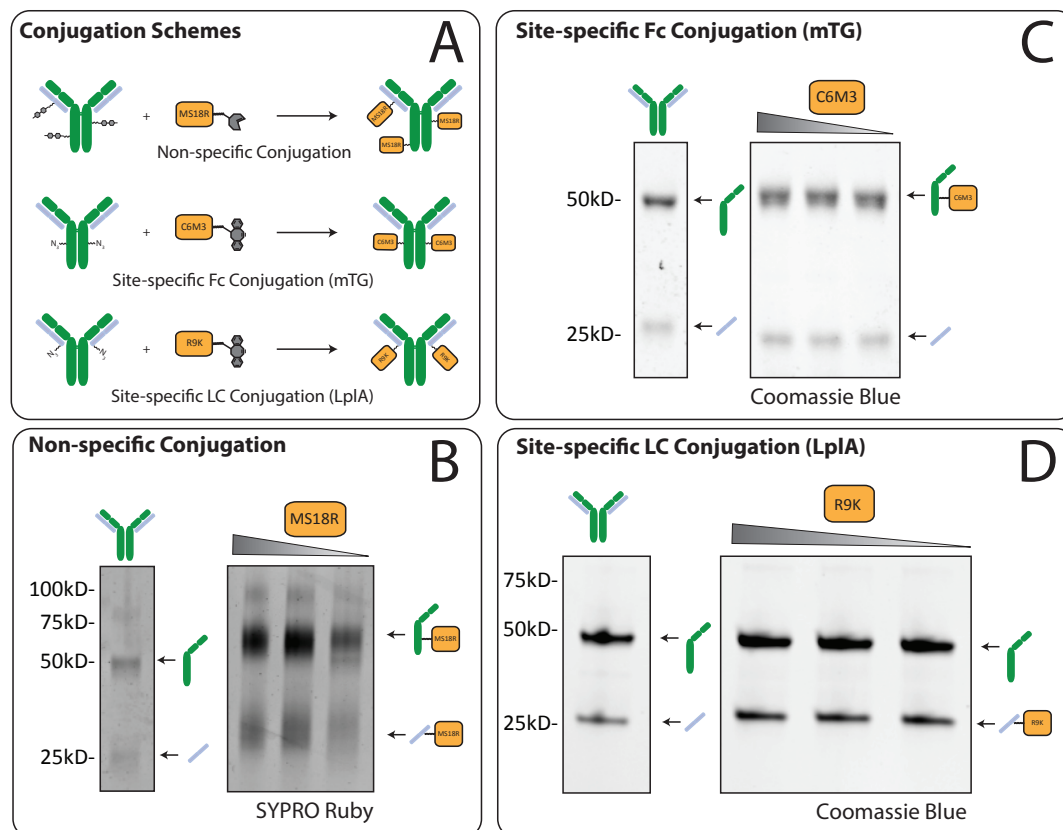 Conjugation Schemes
A
+
MS18R
MS18R
MS18R
MS18R
Non-specific Conjugation
N3
N3
+
C6M3
C6M3
C6M3
Site-specific Fc Conjugation (mTG)
N3
N3
+
R9K
R9K
R9K
Site-specific LC Conjugation (LplA)
Non-specific Conjugation
B
MS18R
100kD-
75kD-
50kD-
25kD-
MS18R
MS18R
SYPRO Ruby
Site-specific Fc Conjugation (mTG)
C
C6M3
50kD-
25kD-
C6M3
Coomassie Blue
Site-specific LC Conjugation (LplA)
D
R9K
75kD-
50kD-
25kD-
R9K
Coomassie Blue